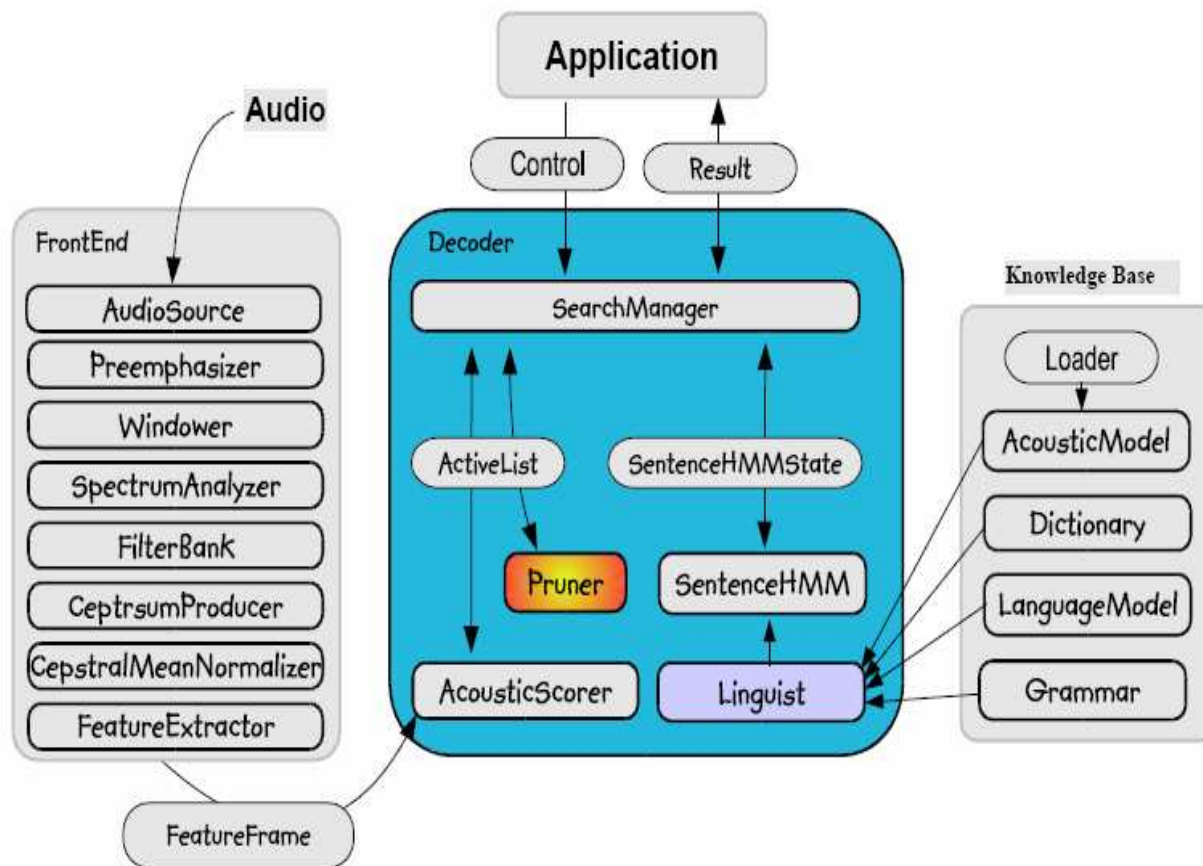 Application
Audio
Control
Result
FrontEnd
AudioSource
Preemphasizer
Windower
SpectrumAnalyzer
FilterBank
CeptrsumProducer
CepstralMeanNormalizer
FeatureExtractor
FeatureFrame
Decoder
SearchManager
ActiveList
SentenceHMMState
Pruner
SentenceHMM
AcousticScorer
Linguist
Knowledge Base
Loader
AcousticModel
Dictionary
LanguageModel
Grammar